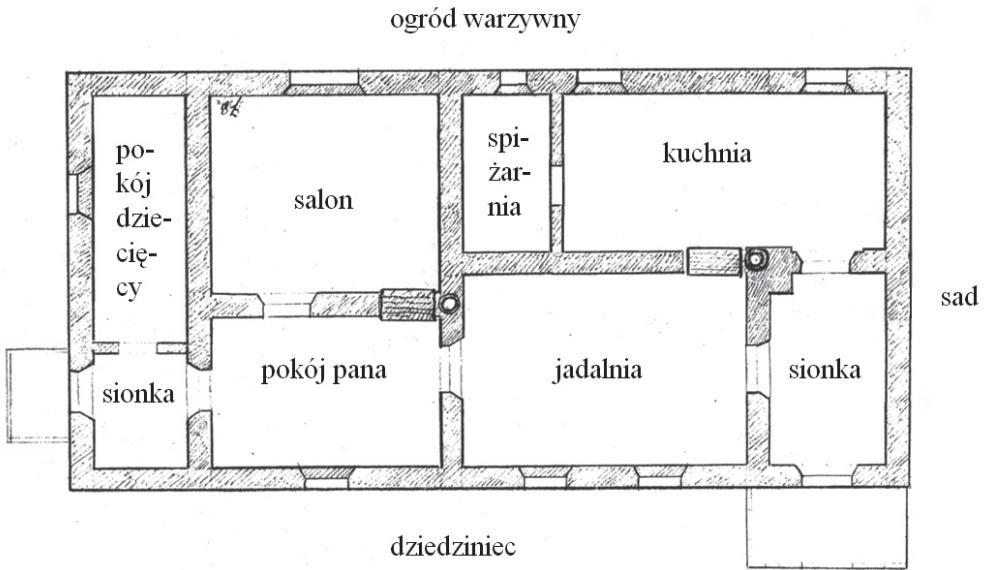 ogród warzywny
po-
kój
dzie-
cię-
cy
salon
spi-
żar-
nia
kuchnia
sad
sionka
pokój pana
jadalnia
sionka
dziedziniec